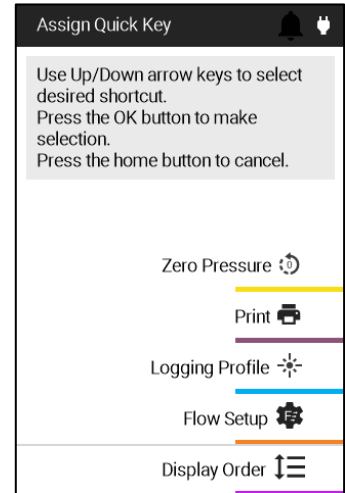 Assign Quick Key
Use Up/Down arrow keys to select
desired shortcut.
Press the OK button to make
selection.
Press the home button to cancel.
Zero Pressure
Print
Logging Profile
Flow Setup
Display Order